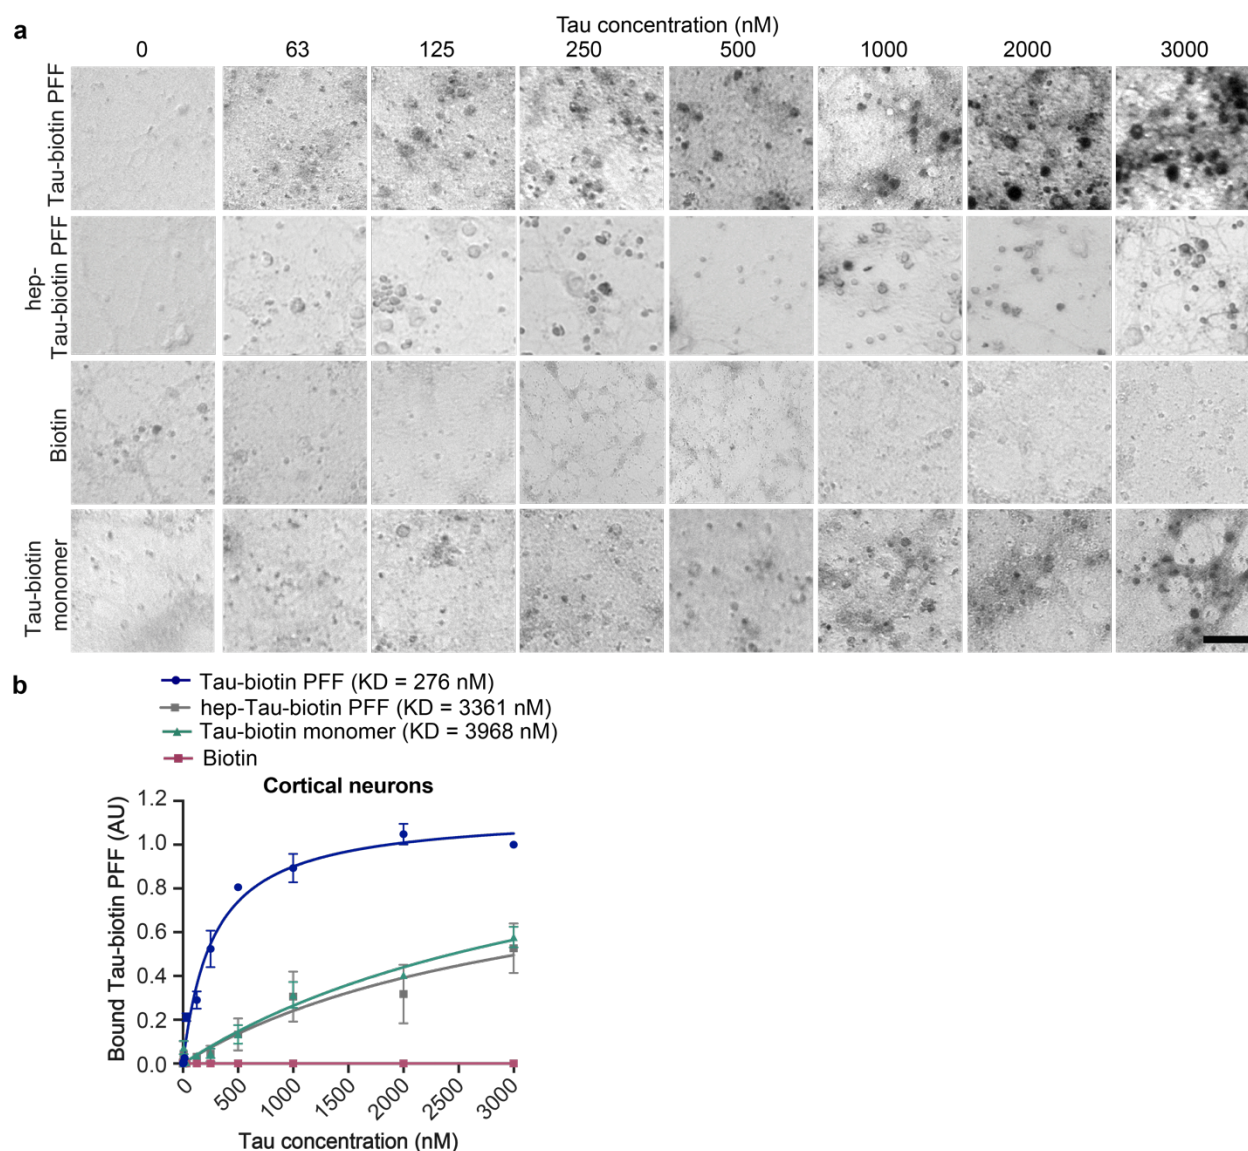 a
Tau concentration (nM)
0 63 125 250 500 1000 2000 3000
Tau-biotin PFF
hep-
Tau-biotin PFF
Biotin
Tau-biotin
monomer
b
Tau-biotin PFF (KD = 276 nM)
hep-Tau-biotin PFF (KD = 3361 nM)
Tau-biotin monomer (KD = 3968 nM)
Biotin
Cortical neurons
Bound Tau-biotin PFF (AU)
1.2
1.0
0.8
0.6
0.4
0.2
0.0
0 500 1000 1500 2000 2500 3000
Tau concentration (nM)